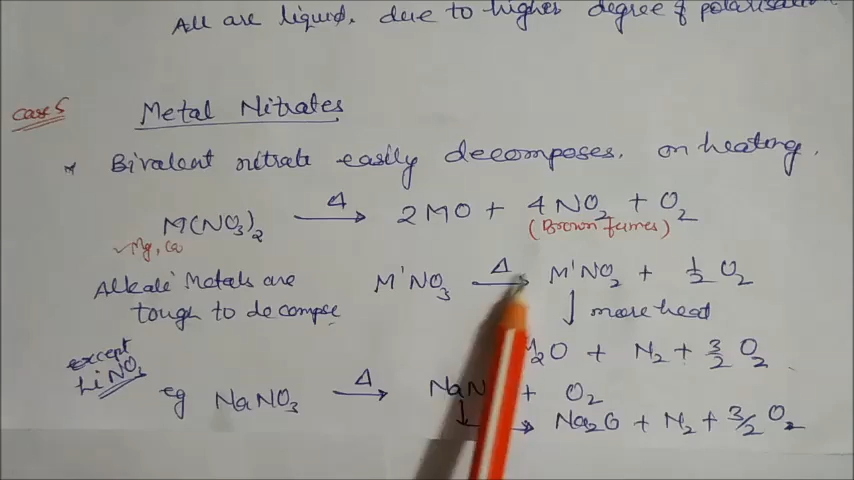 All are liquid, due to higher degree of polarisation
Case 5 Metal Nitrates
* Bivalent nitrate easily decomposes. on heating.
M(NO₃)₂ —Δ→ 2MO + 4NO₂ + O₂
(Brown fumes)
Mg, Ca
Alkali Metals are
tough to decompse
M'NO₃ —Δ→ M'NO₂ + ½ O₂
↓ more heat
₂O + N₂ + 3/2 O₂
except
LiNO₃
eg NaNO₃ —Δ→ NaN + O₂
↓→ Na₂O + N₂ + 3/2 O₂